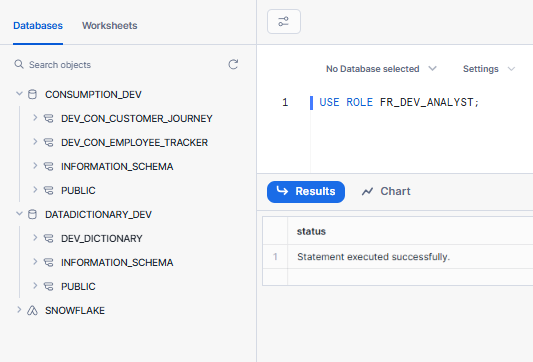 Databases
Worksheets
Search objects
CONSUMPTION_DEV
DEV_CON_CUSTOMER_JOURNEY
DEV_CON_EMPLOYEE_TRACKER
INFORMATION_SCHEMA
PUBLIC
DATADICTIONARY_DEV
DEV_DICTIONARY
INFORMATION_SCHEMA
PUBLIC
SNOWFLAKE
No Database selected
Settings
1 USE ROLE FR_DEV_ANALYST;
Results
Chart
status
1 Statement executed successfully.